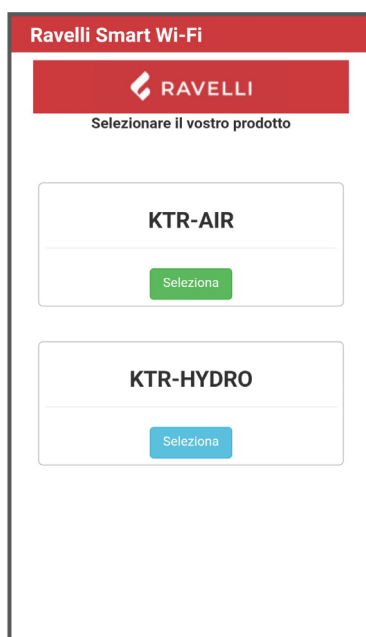 Ravelli Smart Wi-Fi
RAVELLI
Selezionare il vostro prodotto
KTR-AIR
Seleziona
KTR-HYDRO
Seleziona